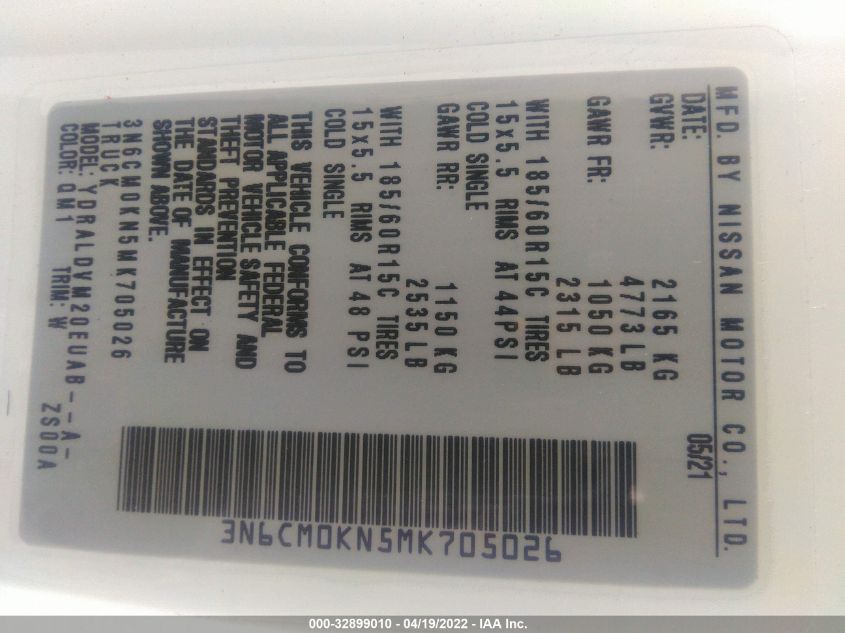 MFD. BY NISSAN MOTOR CO., LTD.
DATE: 05/21
GVWR: 2165 KG
4773 LB
GAWR FR: 1050 KG
2315 LB
WITH 185/60R15C TIRES
15x5.5 RIMS AT 44PSI
COLD SINGLE
GAWR RR: 1150 KG
2535 LB
WITH 185/60R15C TIRES
15x5.5 RIMS AT 48 PSI
COLD SINGLE
THIS VEHICLE CONFORMS TO
ALL APPLICABLE FEDERAL
MOTOR VEHICLE SAFETY AND
THEFT PREVENTION
STANDARDS IN EFFECT ON
THE DATE OF MANUFACTURE
SHOWN ABOVE.
3N6CM0KN5MK705026
TRUCK
MODEL: YDRALDVM20EUAB--A-
COLOR: QM1 TRIM: W ZS00A
3N6CM0KN5MK705026
000-32899010 - 04/19/2022 - IAA Inc.